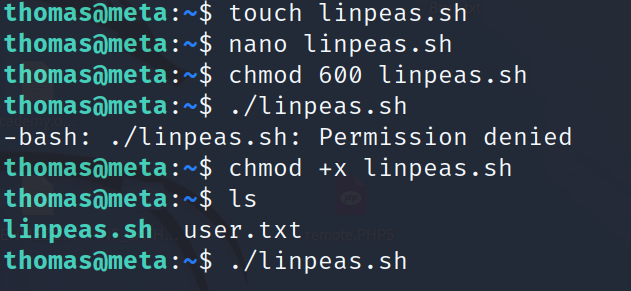 thomas@meta:~$ touch linpeas.sh
thomas@meta:~$ nano linpeas.sh
thomas@meta:~$ chmod 600 linpeas.sh
thomas@meta:~$ ./linpeas.sh
-bash: ./linpeas.sh: Permission denied
thomas@meta:~$ chmod +x linpeas.sh
thomas@meta:~$ ls
linpeas.sh  user.txt
thomas@meta:~$ ./linpeas.sh